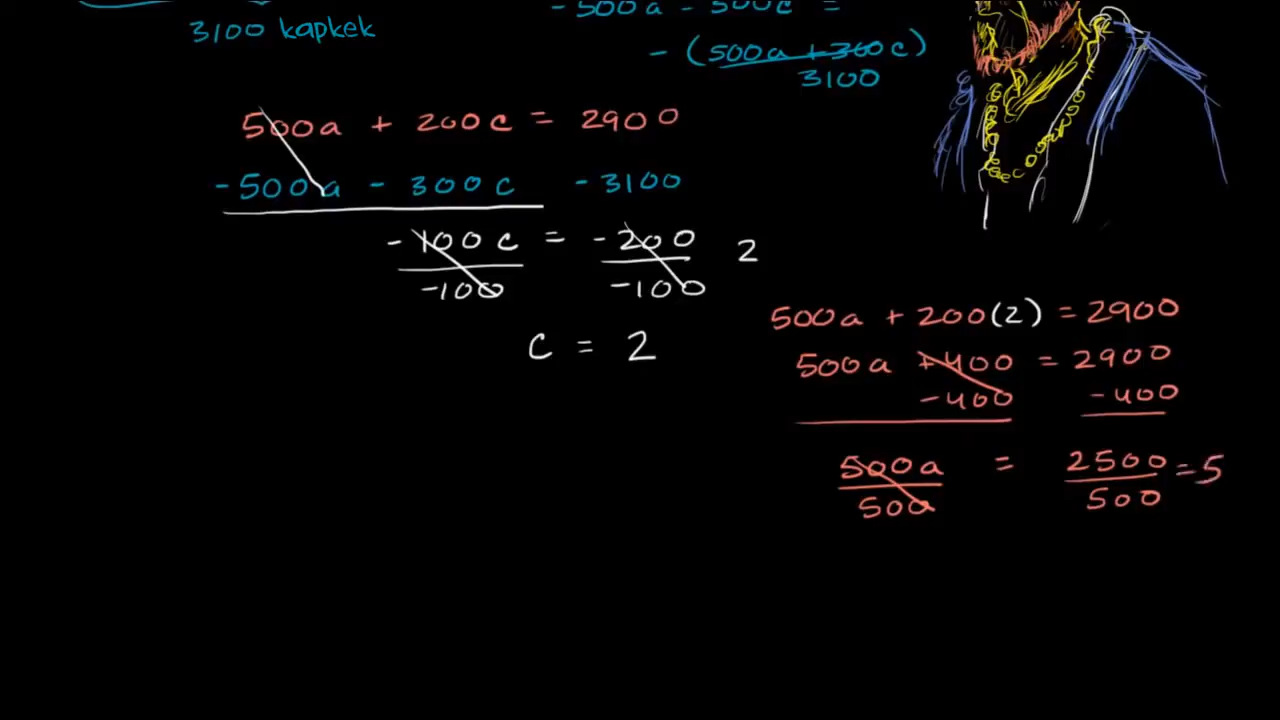 3100 kapkek
-500a - 300c =
- (500a + 300c)
3100
500a + 200c = 2900
-500a - 300c -3100
-100c = -200 2
-100 -100
c = 2
500a + 200(2) = 2900
500a +400 = 2900
-400 -400
500a = 2500 = 5
500 500